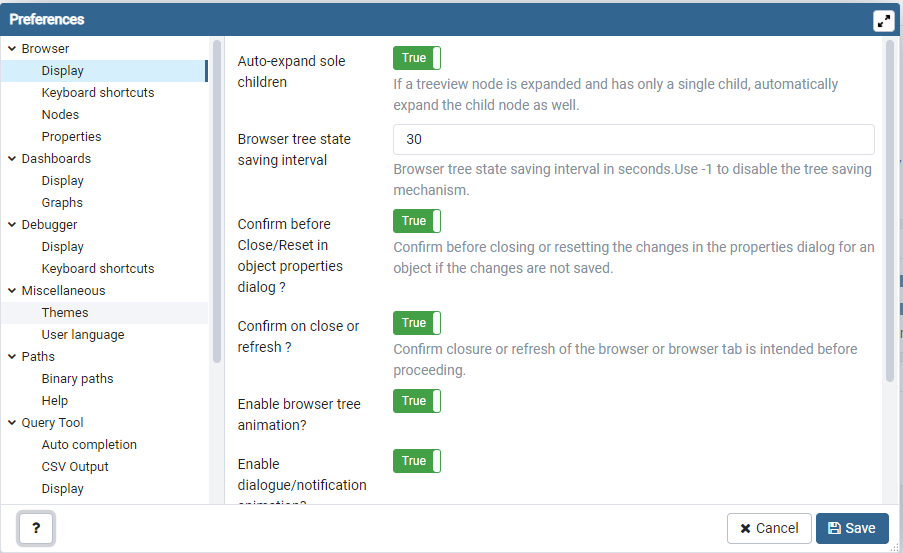 Preferences
Browser
Display
Keyboard shortcuts
Nodes
Properties
Dashboards
Display
Graphs
Debugger
Display
Keyboard shortcuts
Miscellaneous
Themes
User language
Paths
Binary paths
Help
Query Tool
Auto completion
CSV Output
Display
Auto-expand sole
children
True
If a treeview node is expanded and has only a single child, automatically
expand the child node as well.
Browser tree state
saving interval
30
Browser tree state saving interval in seconds.Use -1 to disable the tree saving
mechanism.
Confirm before
Close/Reset in
object properties
dialog ?
True
Confirm before closing or resetting the changes in the properties dialog for an
object if the changes are not saved.
Confirm on close or
refresh ?
True
Confirm closure or refresh of the browser or browser tab is intended before
proceeding.
Enable browser tree
animation?
True
Enable
dialogue/notification
animation?
True
?
Cancel
Save